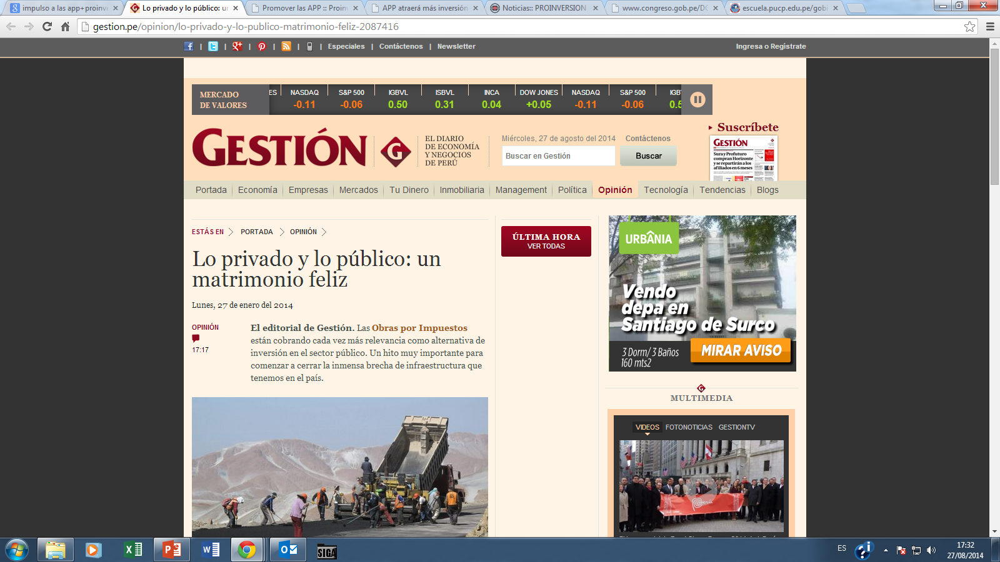 impulso a las app+proinve
Lo privado y lo público: u
Promover las APP :: Proin
APP atraerá más inversión
Noticias:: PROINVERSION
www.congreso.gob.pe/DO
escuela.pucp.edu.pe/gobi
gestion.pe/opinion/lo-privado-y-lo-publico-matrimonio-feliz-2087416
| | | | | | Especiales | Contáctenos | Newsletter
Ingresa o Registrate
MERCADO
DE VALORES
ES NASDAQ S&P 500 IGBVL ISBVL INCA DOW JONES NASDAQ S&P 500 IGB
-0.11 -0.06 0.50 0.31 0.04 +0.05 -0.11 -0.06 0.5
GESTIÓN
G
EL DIARIO
DE ECONOMÍA
Y NEGOCIOS
DE PERÚ
Miércoles, 27 de agosto del 2014 Contáctenos
Buscar en Gestión
Buscar
Suscríbete
GESTIÓN
Sura y Profuturo
compran Horizonte
y se repartirán a los
afiliados en 6 meses
Portada Economía Empresas Mercados Tu Dinero Inmobiliaria Management Política Opinión Tecnología Tendencias Blogs
ESTÁS EN PORTADA OPINIÓN
Lo privado y lo público: un
matrimonio feliz
Lunes, 27 de enero del 2014
OPINIÓN
17:17
El editorial de Gestión. Las Obras por Impuestos
están cobrando cada vez más relevancia como alternativa de
inversión en el sector público. Un hito muy importante para
comenzar a cerrar la inmensa brecha de infraestructura que
tenemos en el país.
ÚLTIMA HORA
VER TODAS
URBANIA
Vendo
depa en
Santiago de Surco
3 Dorm/ 3 Baños
160 mts2
MIRAR AVISO
G
MULTIMEDIA
VIDEOS FOTONOTICIAS GESTIONTV
Perú
SIGA
ES
17:32
27/08/2014